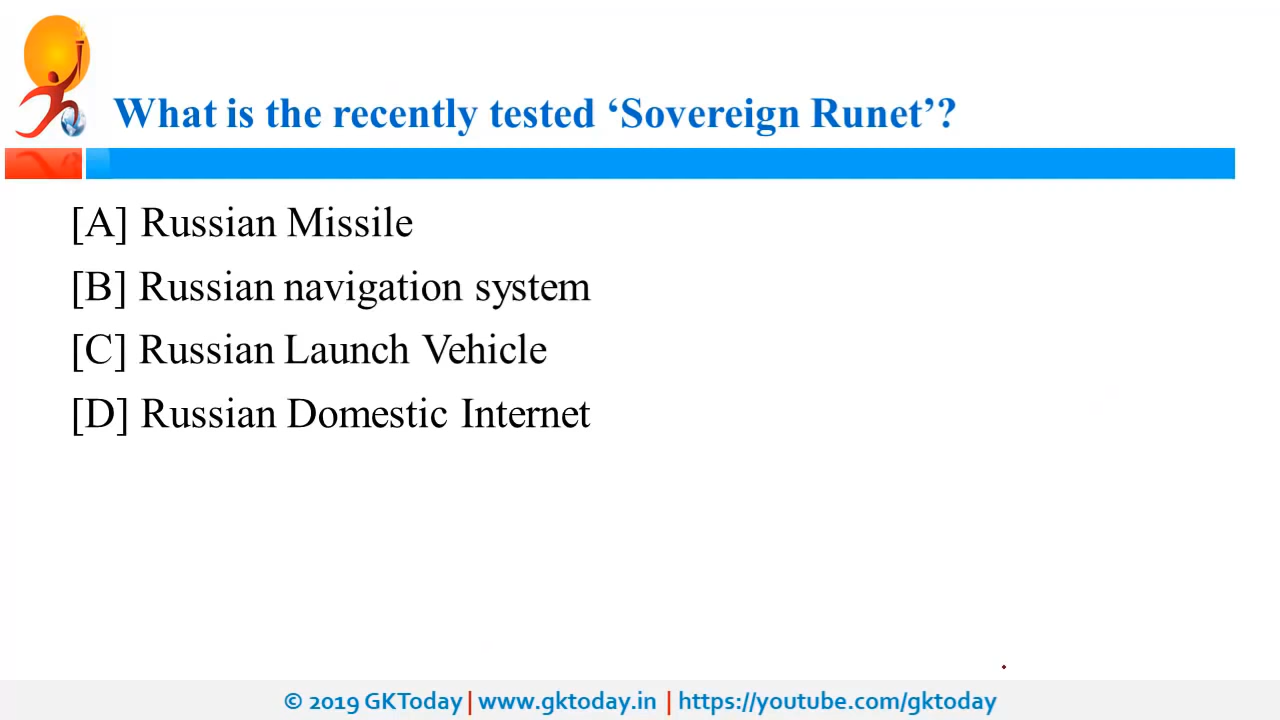 What is the recently tested ‘Sovereign Runet’?
[A] Russian Missile
[B] Russian navigation system
[C] Russian Launch Vehicle
[D] Russian Domestic Internet
© 2019 GKToday | www.gktoday.in | https://youtube.com/gktoday